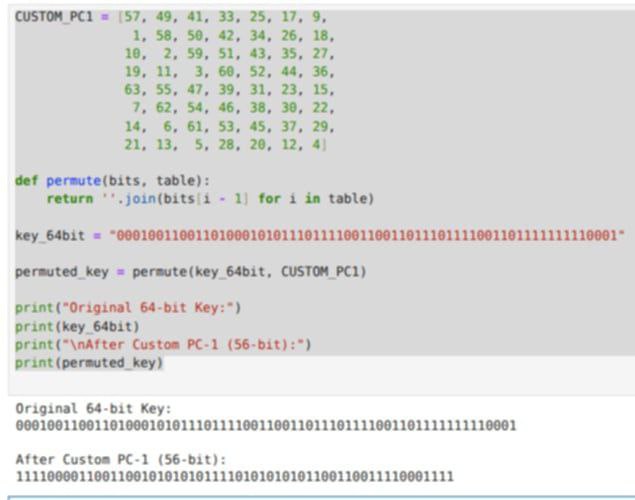 CUSTOM_PC1 = [57, 49, 41, 33, 25, 17, 9,
1, 58, 50, 42, 34, 26, 18,
10, 2, 59, 51, 43, 35, 27,
19, 11, 3, 60, 52, 44, 36,
63, 55, 47, 39, 31, 23, 15,
7, 62, 54, 46, 38, 30, 22,
14, 6, 61, 53, 45, 37, 29,
21, 13, 5, 28, 20, 12, 4]
def permute(bits, table):
return ''.join(bits[i - 1] for i in table)
key_64bit = "0001001100110100010101110111100110011011101111001101111111110001"
permuted_key = permute(key_64bit, CUSTOM_PC1)
print("Original 64-bit Key:")
print(key_64bit)
print("\nAfter Custom PC-1 (56-bit):")
print(permuted_key)
Original 64-bit Key:
0001001100110100010101110111100110011011101111001101111111110001
After Custom PC-1 (56-bit):
11110000110011001010101011110101010101100110011110001111